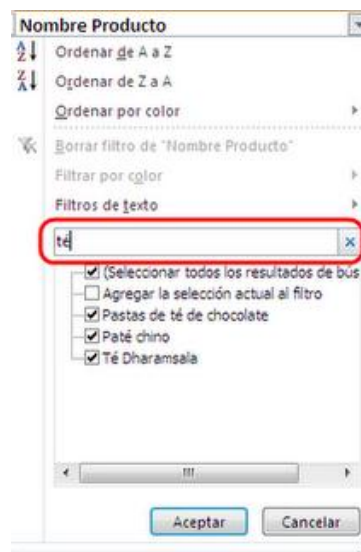 Nombre Producto
Ordenar de A a Z
Ordenar de Z a A
Ordenar por color
Borrar filtro de "Nombre Producto"
Filtrar por color
Filtros de texto
té
(Seleccionar todos los resultados de bús
Agregar la selección actual al filtro
Pastas de té de chocolate
Paté chino
Té Dharamsala
Aceptar
Cancelar